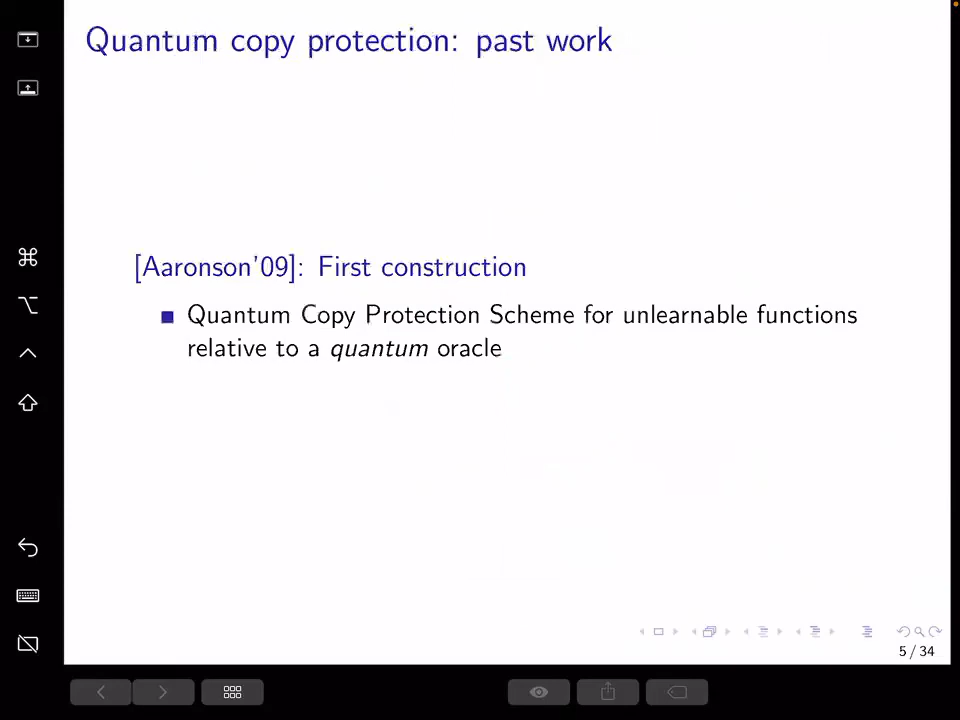 Quantum copy protection: past work
[Aaronson'09]: First construction
Quantum Copy Protection Scheme for unlearnable functions
relative to a quantum oracle
5 / 34